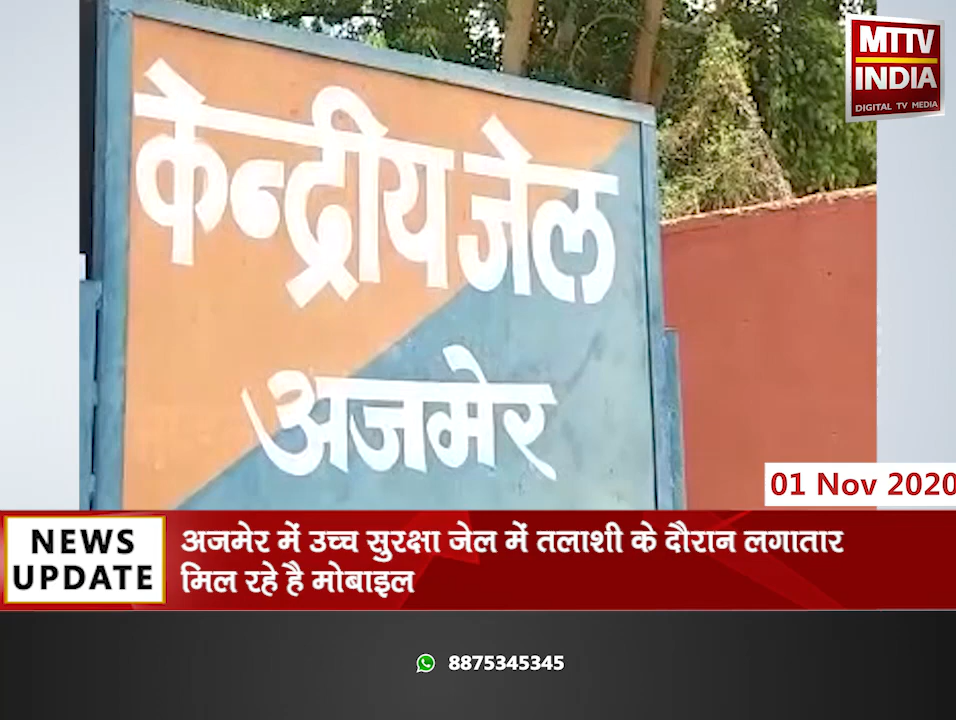 केन्द्रीय जेल
अजमेर
MTTV
INDIA
DIGITAL TV MEDIA
01 Nov 2020
NEWS
UPDATE
अजमेर में उच्च सुरक्षा जेल में तलाशी के दौरान लगातार
मिल रहे है मोबाइल
8875345345